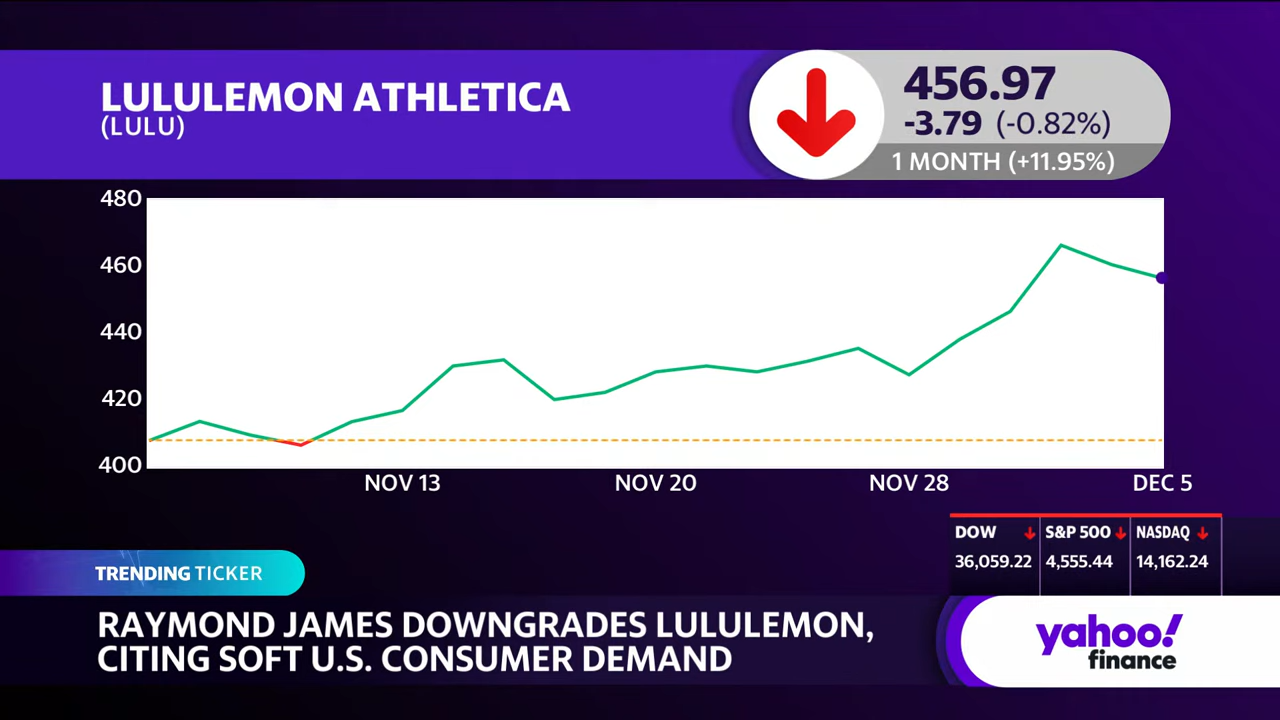 LULULEMON ATHLETICA
(LULU)
456.97
-3.79 (-0.82%)
1 MONTH (+11.95%)
480
460
440
420
400
NOV 13 NOV 20 NOV 28 DEC 5
DOW S&P 500 NASDAQ
36,059.22 4,555.44 14,162.24
TRENDING TICKER
RAYMOND JAMES DOWNGRADES LULULEMON,
CITING SOFT U.S. CONSUMER DEMAND
yahoo!
finance